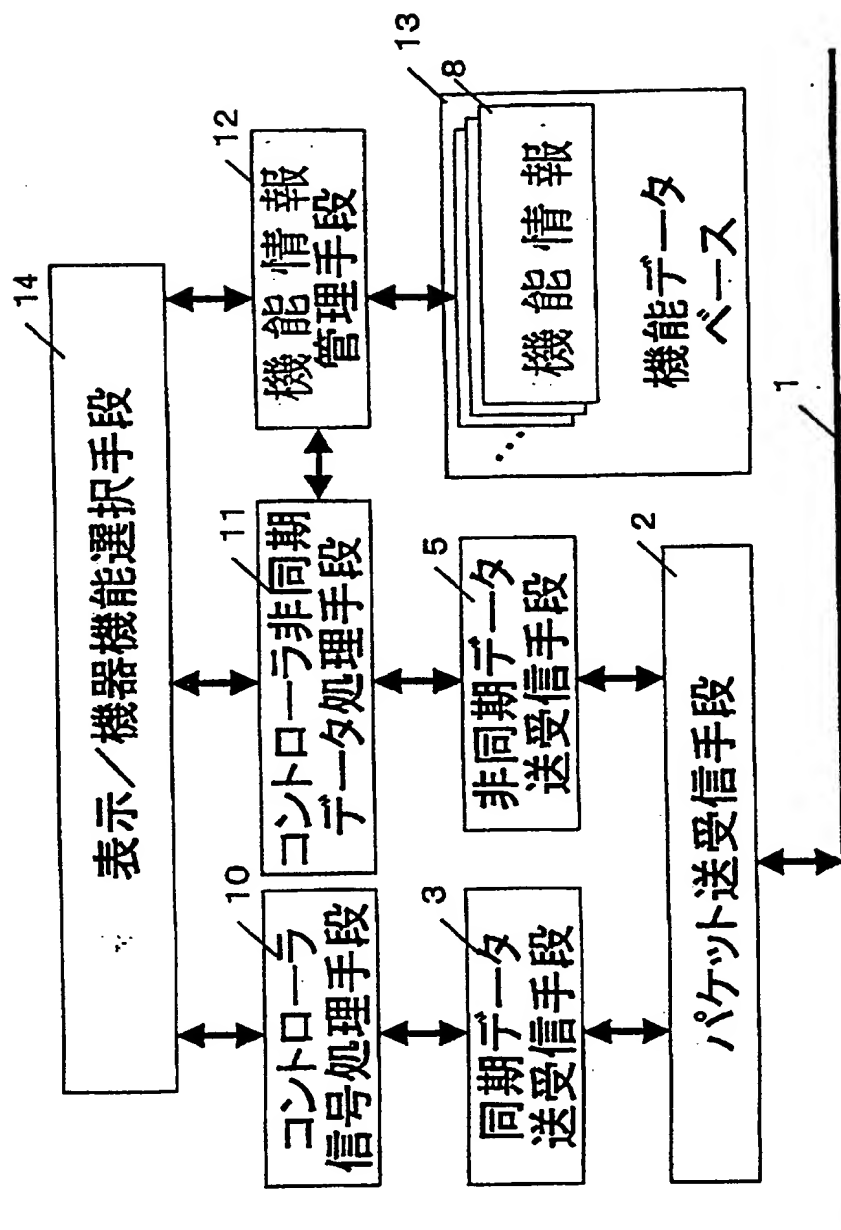 14
表示／機器機能選択手段
10
コントローラ
信号処理手段
11
コントローラ非同期
データ処理手段
12
機能情報
管理手段
3
同期データ
送受信手段
5
非同期データ
送受信手段
13
8
機能情報
...
機能データ
ベース
2
パケット送受信手段
1